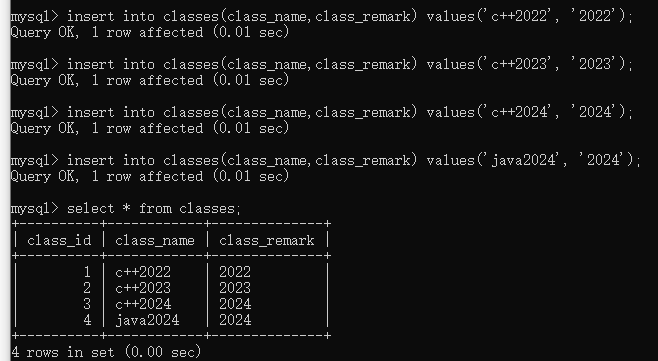 mysql> insert into classes(class_name,class_remark) values('c++2022', '2022');
Query OK, 1 row affected (0.01 sec)
mysql> insert into classes(class_name,class_remark) values('c++2023', '2023');
Query OK, 1 row affected (0.01 sec)
mysql> insert into classes(class_name,class_remark) values('c++2024', '2024');
Query OK, 1 row affected (0.01 sec)
mysql> insert into classes(class_name,class_remark) values('java2024', '2024');
Query OK, 1 row affected (0.01 sec)
mysql> select * from classes;
+----------+------------+--------------+
| class_id | class_name | class_remark |
+----------+------------+--------------+
|        1 | c++2022    | 2022         |
|        2 | c++2023    | 2023         |
|        3 | c++2024    | 2024         |
|        4 | java2024   | 2024         |
+----------+------------+--------------+
4 rows in set (0.00 sec)